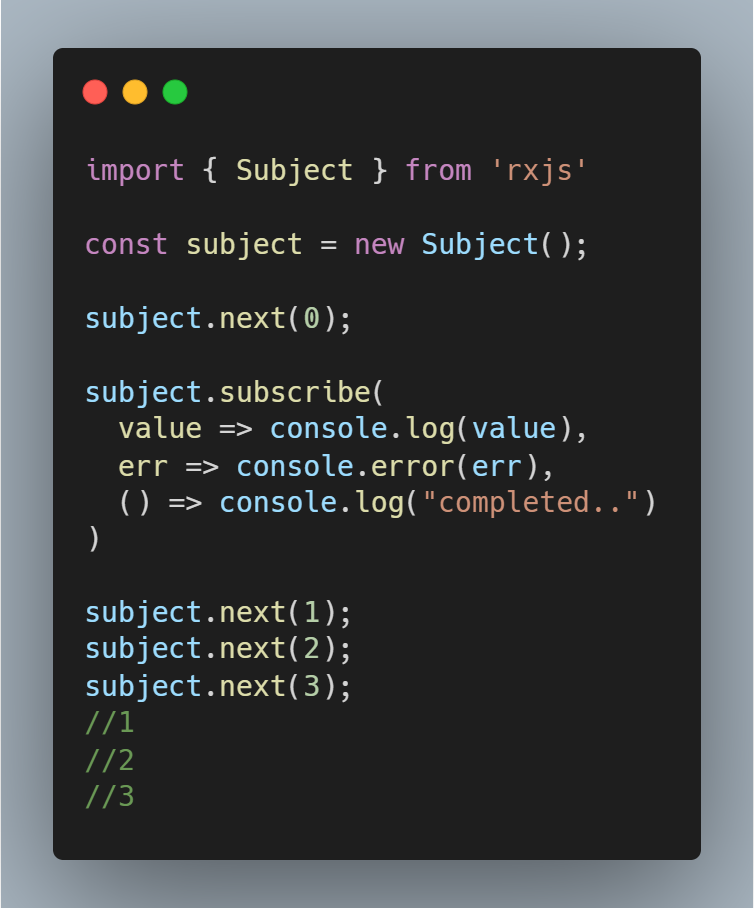 import { Subject } from 'rxjs'
const subject = new Subject();
subject.next(0);
subject.subscribe(
  value => console.log(value),
  err => console.error(err),
  () => console.log("completed..")
)
subject.next(1);
subject.next(2);
subject.next(3);
//1
//2
//3